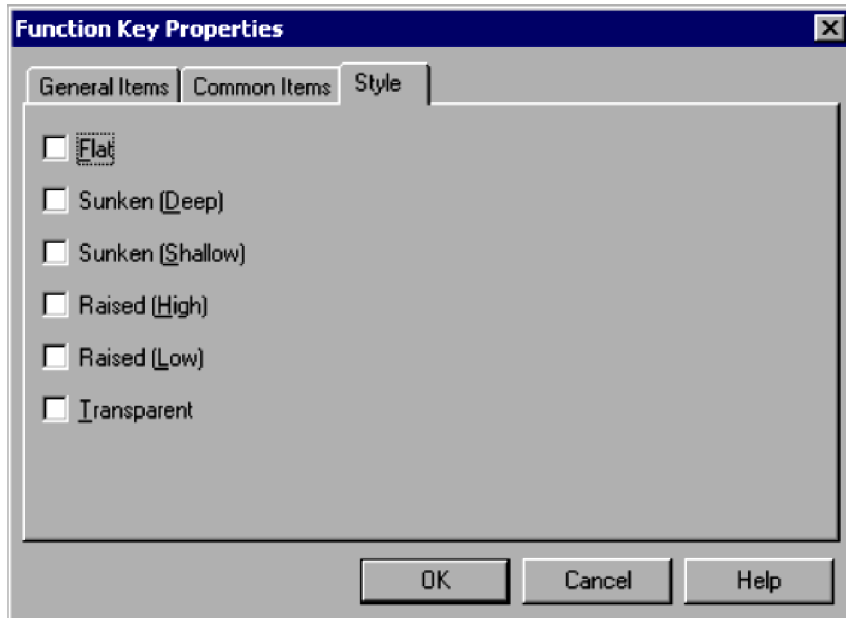 Function Key Properties
General Items Common Items Style
Flat
Sunken (Deep)
Sunken (Shallow)
Raised (High)
Raised (Low)
Transparent
OK Cancel Help